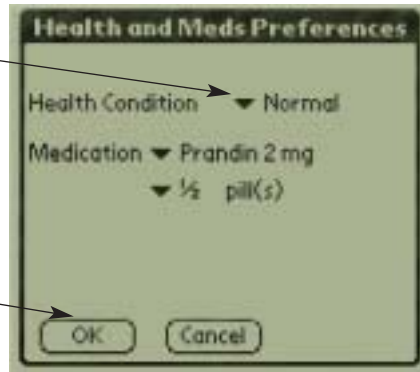 Health and Meds Preferences
Health Condition ▼ Normal
Medication ▼ Prandin 2 mg
▼ ½ pill(s)
OK Cancel